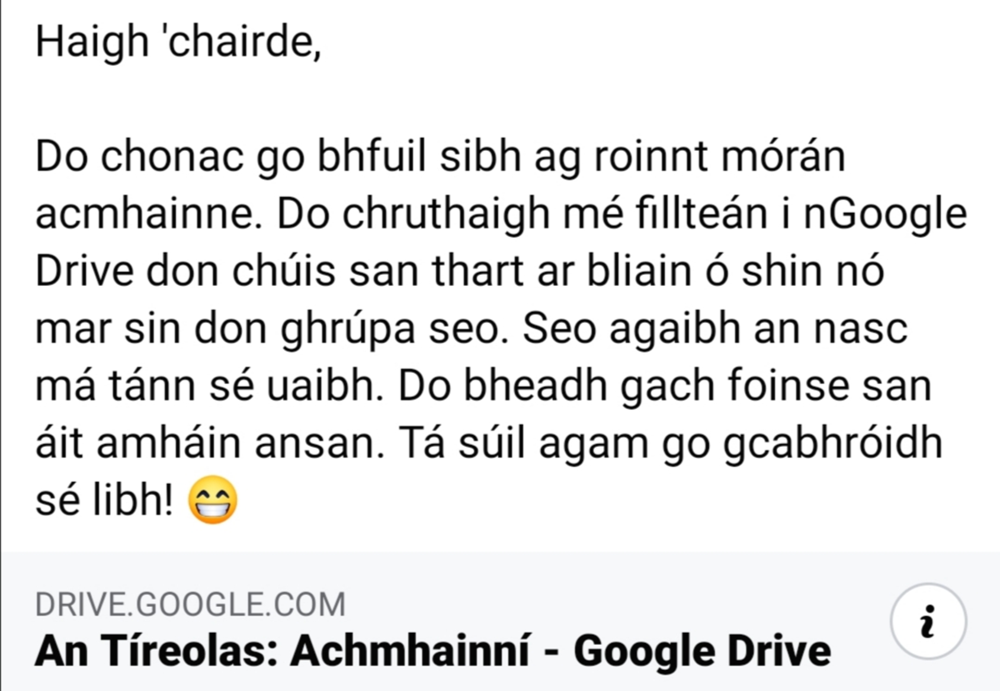 Haigh 'chairde,
Do chonac go bhfuil sibh ag roinnt mórán
acmhainne. Do chruthaigh mé fillteán i nGoogle
Drive don chúis san thart ar bliain ó shin nó
mar sin don ghrúpa seo. Seo agaibh an nasc
má tánn sé uaibh. Do bheadh gach foinse san
áit amháin ansan. Tá súil agam go gcabhróidh
sé libh! 😁
DRIVE.GOOGLE.COM
An Tíreolas: Achmhainní - Google Drive